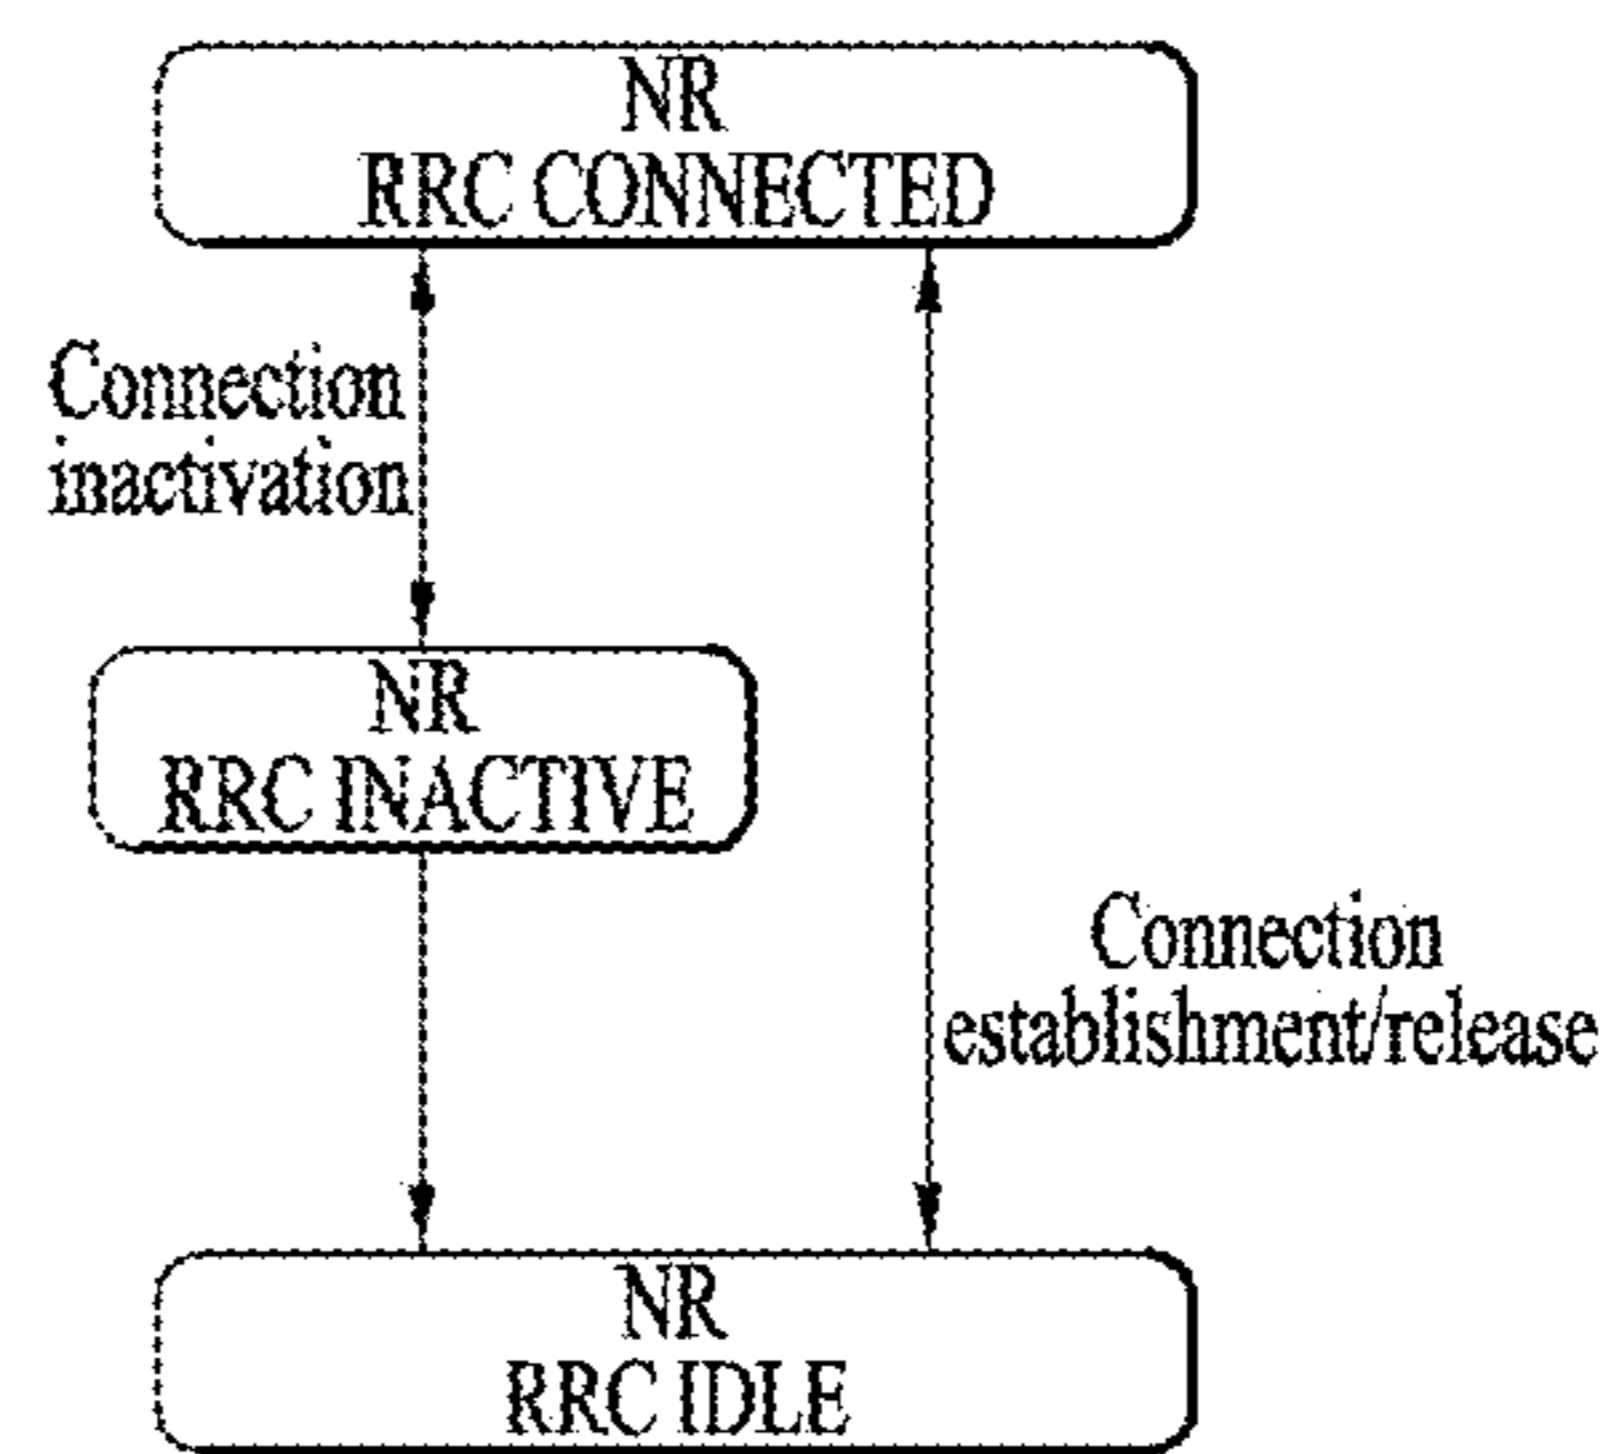 NR
RRC CONNECTED
Connection
inactivation
NR
RRC INACTIVE
Connection
establishment/release
NR
RRC IDLE